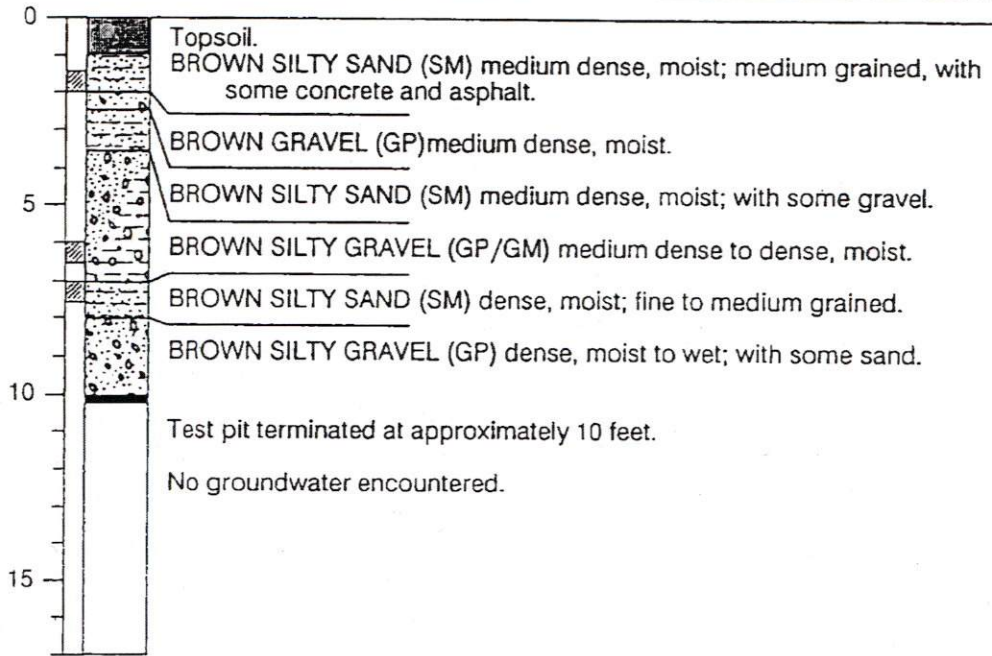 0
Topsoil.
BROWN SILTY SAND (SM) medium dense, moist; medium grained, with
some concrete and asphalt.
BROWN GRAVEL (GP)medium dense, moist.
BROWN SILTY SAND (SM) medium dense, moist; with some gravel.
5
BROWN SILTY GRAVEL (GP/GM) medium dense to dense, moist.
BROWN SILTY SAND (SM) dense, moist; fine to medium grained.
BROWN SILTY GRAVEL (GP) dense, moist to wet; with some sand.
10
Test pit terminated at approximately 10 feet.
No groundwater encountered.
15